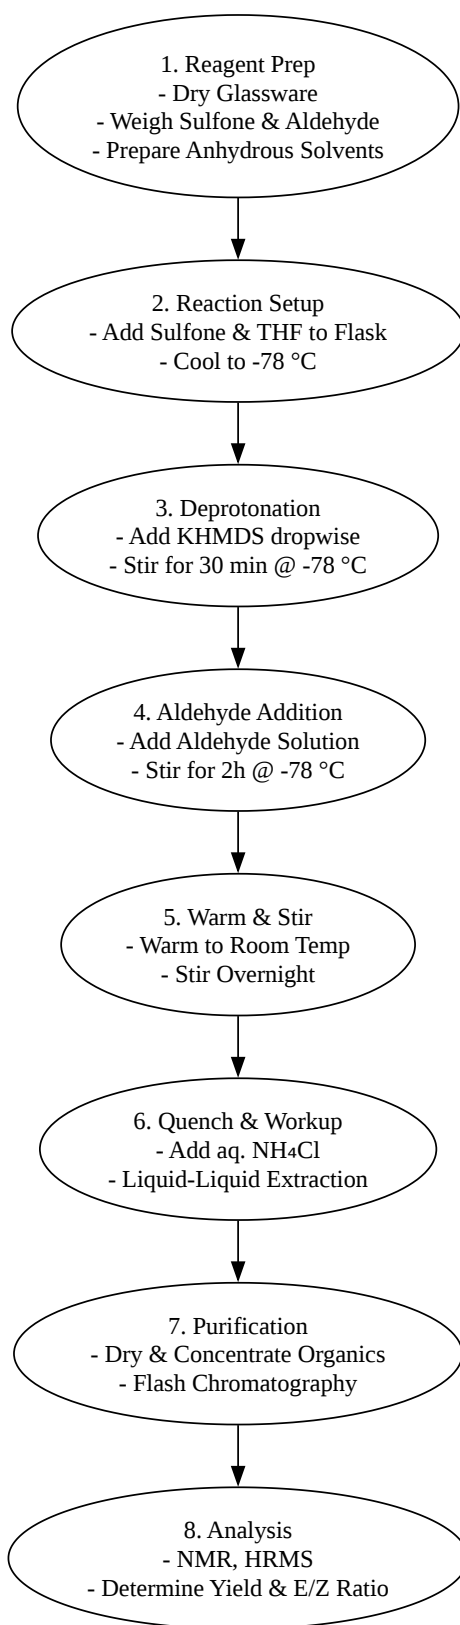 1. Reagent Prep
- Dry Glassware
- Weigh Sulfone & Aldehyde
- Prepare Anhydrous Solvents
2. Reaction Setup
- Add Sulfone & THF to Flask
- Cool to -78 °C
3. Deprotonation
- Add KHMDS dropwise
- Stir for 30 min @ -78 °C
4. Aldehyde Addition
- Add Aldehyde Solution
- Stir for 2h @ -78 °C
5. Warm & Stir
- Warm to Room Temp
- Stir Overnight
6. Quench & Workup
- Add aq. NH₄Cl
- Liquid-Liquid Extraction
7. Purification
- Dry & Concentrate Organics
- Flash Chromatography
8. Analysis
- NMR, HRMS
- Determine Yield & E/Z Ratio